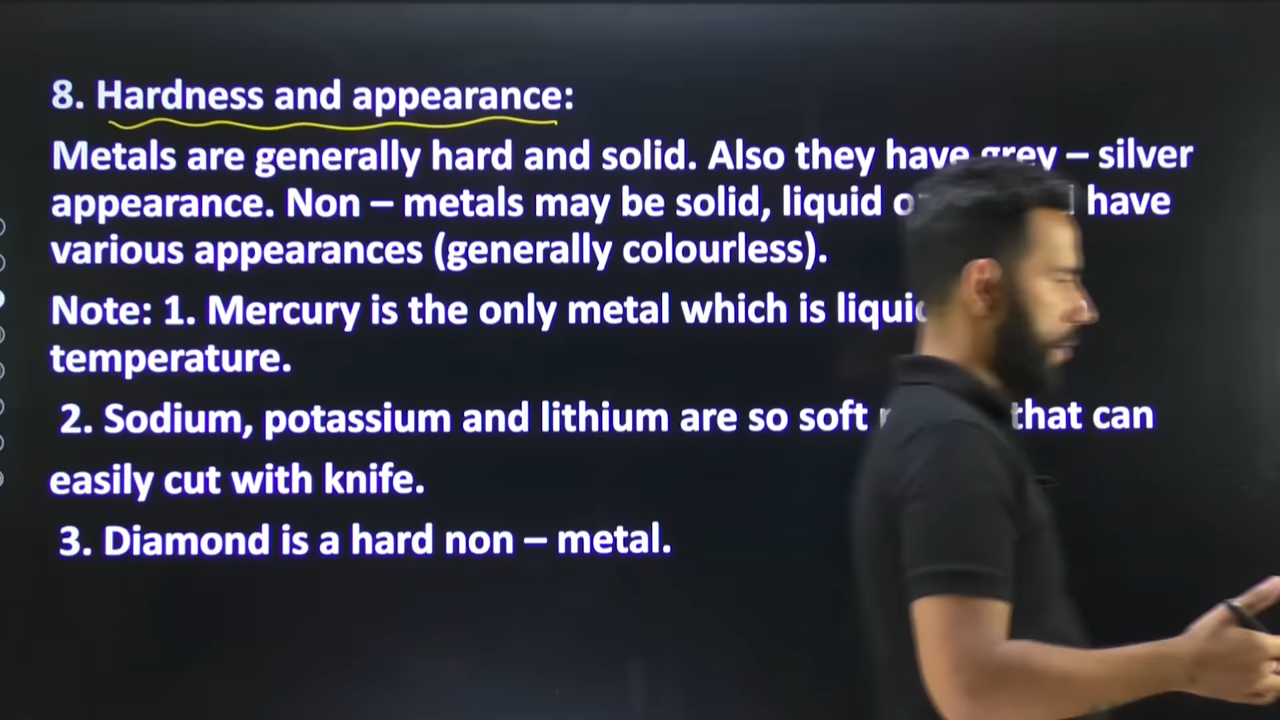 8. Hardness and appearance:
Metals are generally hard and solid. Also they have grey – silver
appearance. Non – metals may be solid, liquid have
various appearances (generally colourless).
Note: 1. Mercury is the only metal which is
temperature.
2. Sodium, potassium and lithium are so soft that can
easily cut with knife.
3. Diamond is a hard non – metal.